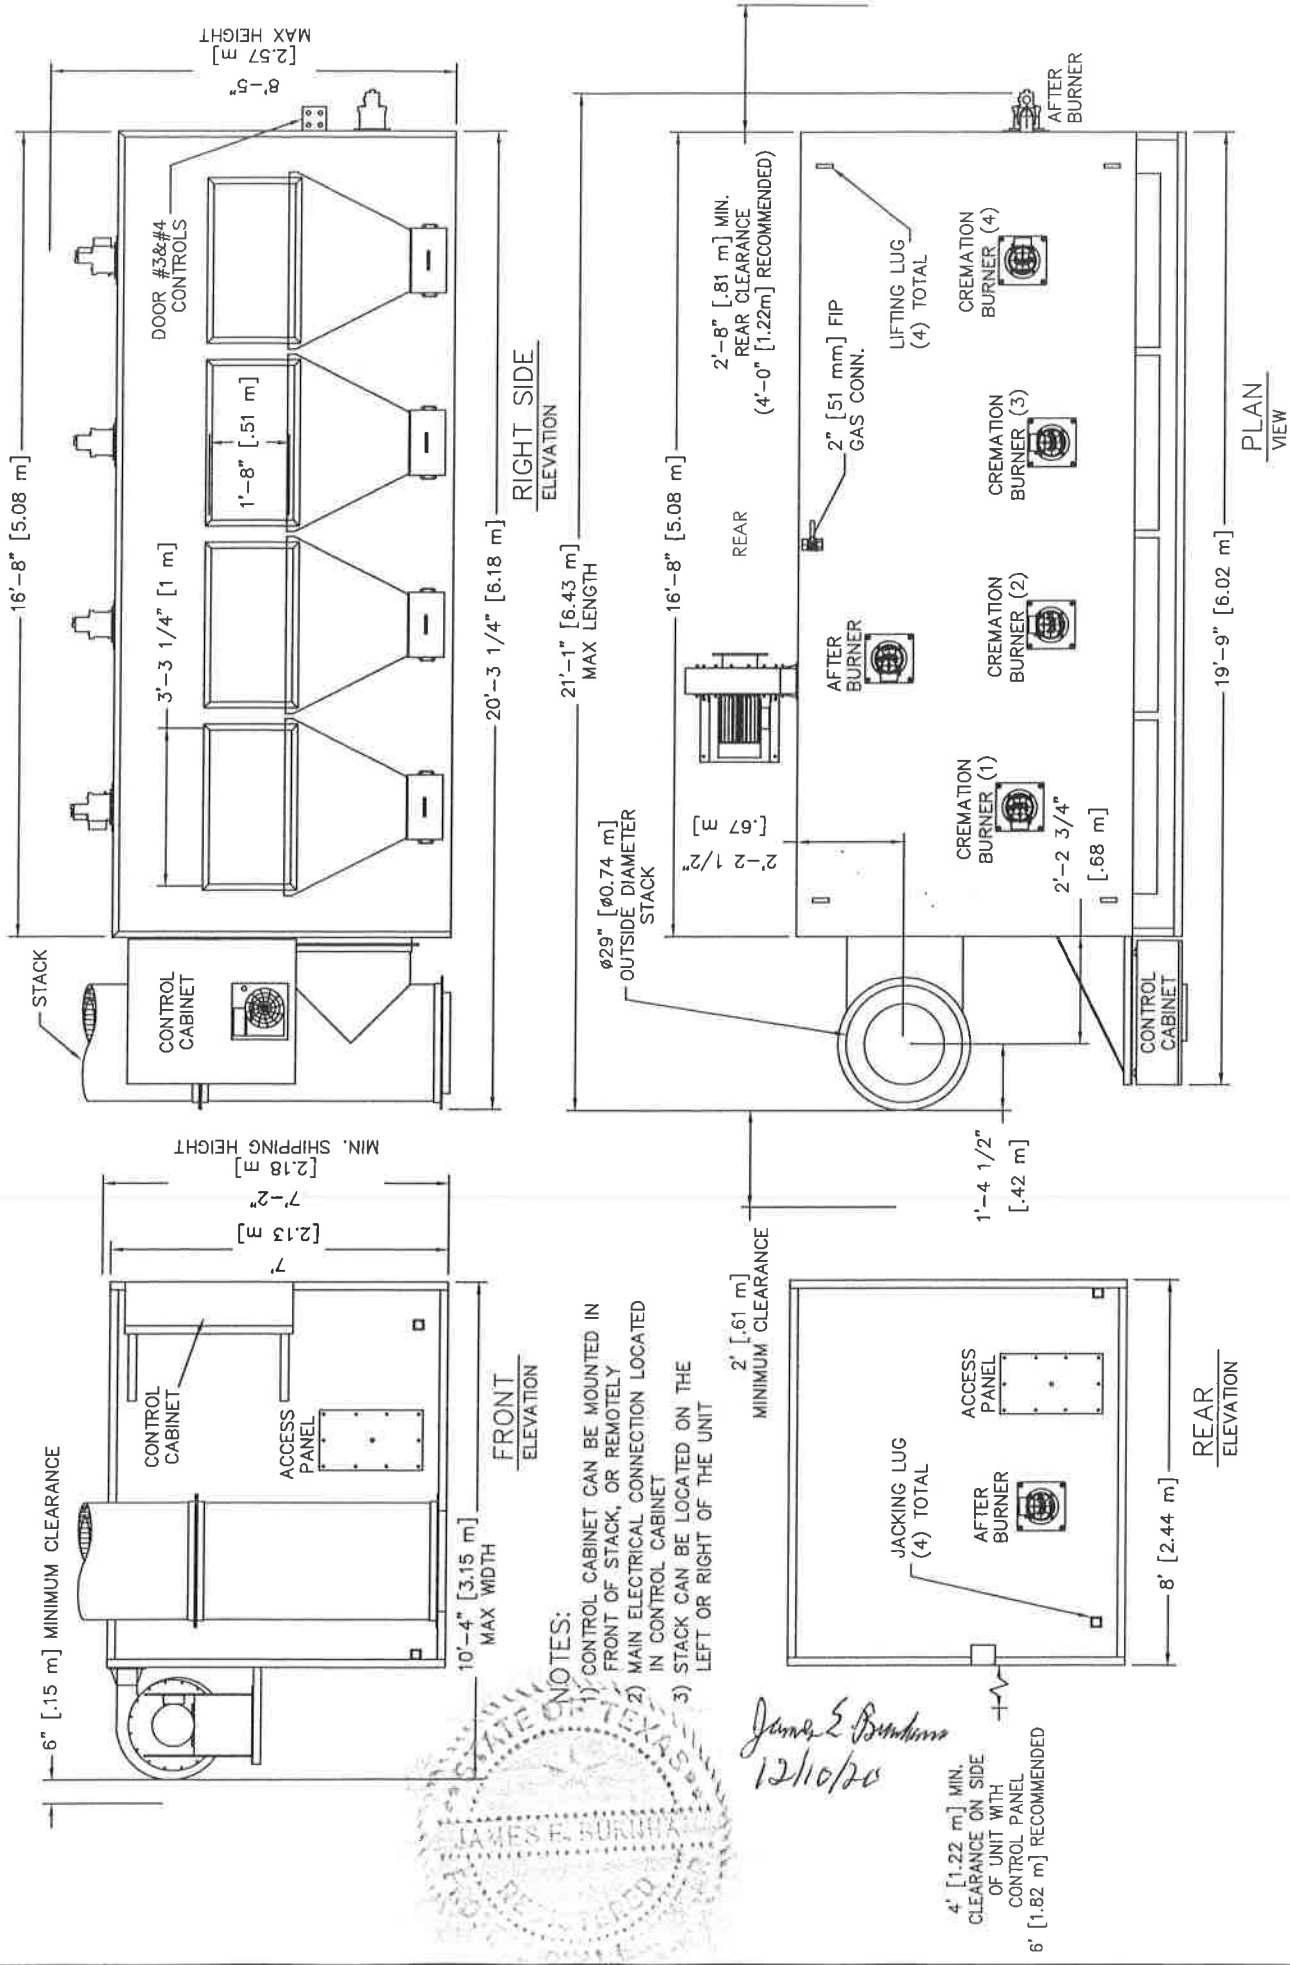 6" [.15 m] MINIMUM CLEARANCE
CONTROL
CABINET
ACCESS
PANEL
7'
[2.13 m]
7'-2"
[2.18 m]
MIN. SHIPPING HEIGHT
10'-4" [3.15 m]
MAX WIDTH
FRONT
ELEVATION
STACK
CONTROL
CABINET
16'-8" [5.08 m]
3'-3 1/4" [1 m]
1'-8" [.51 m]
DOOR #3&#4
CONTROLS
8'-5"
[2.57 m]
MAX HEIGHT
20'-3 1/4" [6.18 m]
RIGHT SIDE
ELEVATION
NOTES:
1) CONTROL CABINET CAN BE MOUNTED IN
FRONT OF STACK, OR REMOTELY
2) MAIN ELECTRICAL CONNECTION LOCATED
IN CONTROL CABINET
3) STACK CAN BE LOCATED ON THE
LEFT OR RIGHT OF THE UNIT
STATE OF TEXAS
JAMES E. BURNHA
REGISTERED
James E Burnham
12/10/20
4' [1.22 m] MIN.
CLEARANCE ON SIDE
OF UNIT WITH
CONTROL PANEL
6' [1.82 m] RECOMMENDED
JACKING LUG
(4) TOTAL
AFTER
BURNER
ACCESS
PANEL
8' [2.44 m]
REAR
ELEVATION
2' [.61 m]
MINIMUM CLEARANCE
21'-1" [6.43 m]
MAX LENGTH
ø29" [ø0.74 m]
OUTSIDE DIAMETER
STACK
16'-8" [5.08 m]
2'-2 1/2"
[.67 m]
REAR
2'-8" [.81 m] MIN.
REAR CLEARANCE
(4'-0" [1.22m] RECOMMENDED)
2" [51 mm] FIP
GAS CONN.
LIFTING LUG
(4) TOTAL
AFTER
BURNER
AFTER
BURNER
CREMATION
BURNER (1)
CREMATION
BURNER (2)
CREMATION
BURNER (3)
CREMATION
BURNER (4)
2'-2 3/4"
[.68 m]
1'-4 1/2"
[.42 m]
CONTROL
CABINET
19'-9" [6.02 m]
PLAN
VIEW